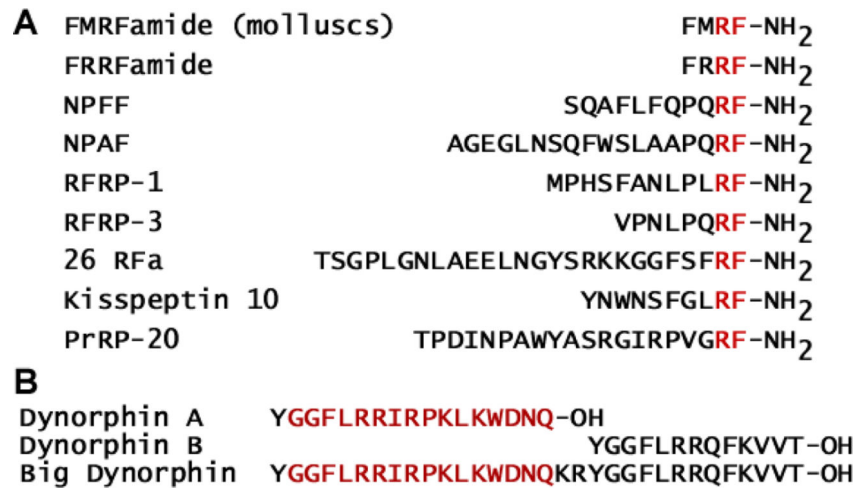 A FMRFamide (molluscs) FMRF-NH2
FRRFamide FRRF-NH2
NPFF SQAFLFQPQRF-NH2
NPAF AGEGLNSQFWSLAAPQRF-NH2
RFRP-1 MPHSFANLPLRF-NH2
RFRP-3 VPNLPQRF-NH2
26 RFa TSGPLGNLAEELNGYSRKKGGFSFRF-NH2
Kisspeptin 10 YNWNSFGLRF-NH2
PrRP-20 TPDINPAWYASRGIRPVGRF-NH2
B
Dynorphin A YGGFLRRIRPKLKWDNQ-OH
Dynorphin B YGGFLRRQFKVVT-OH
Big Dynorphin YGGFLRRIRPKLKWDNQKRYGGFLRRQFKVVT-OH